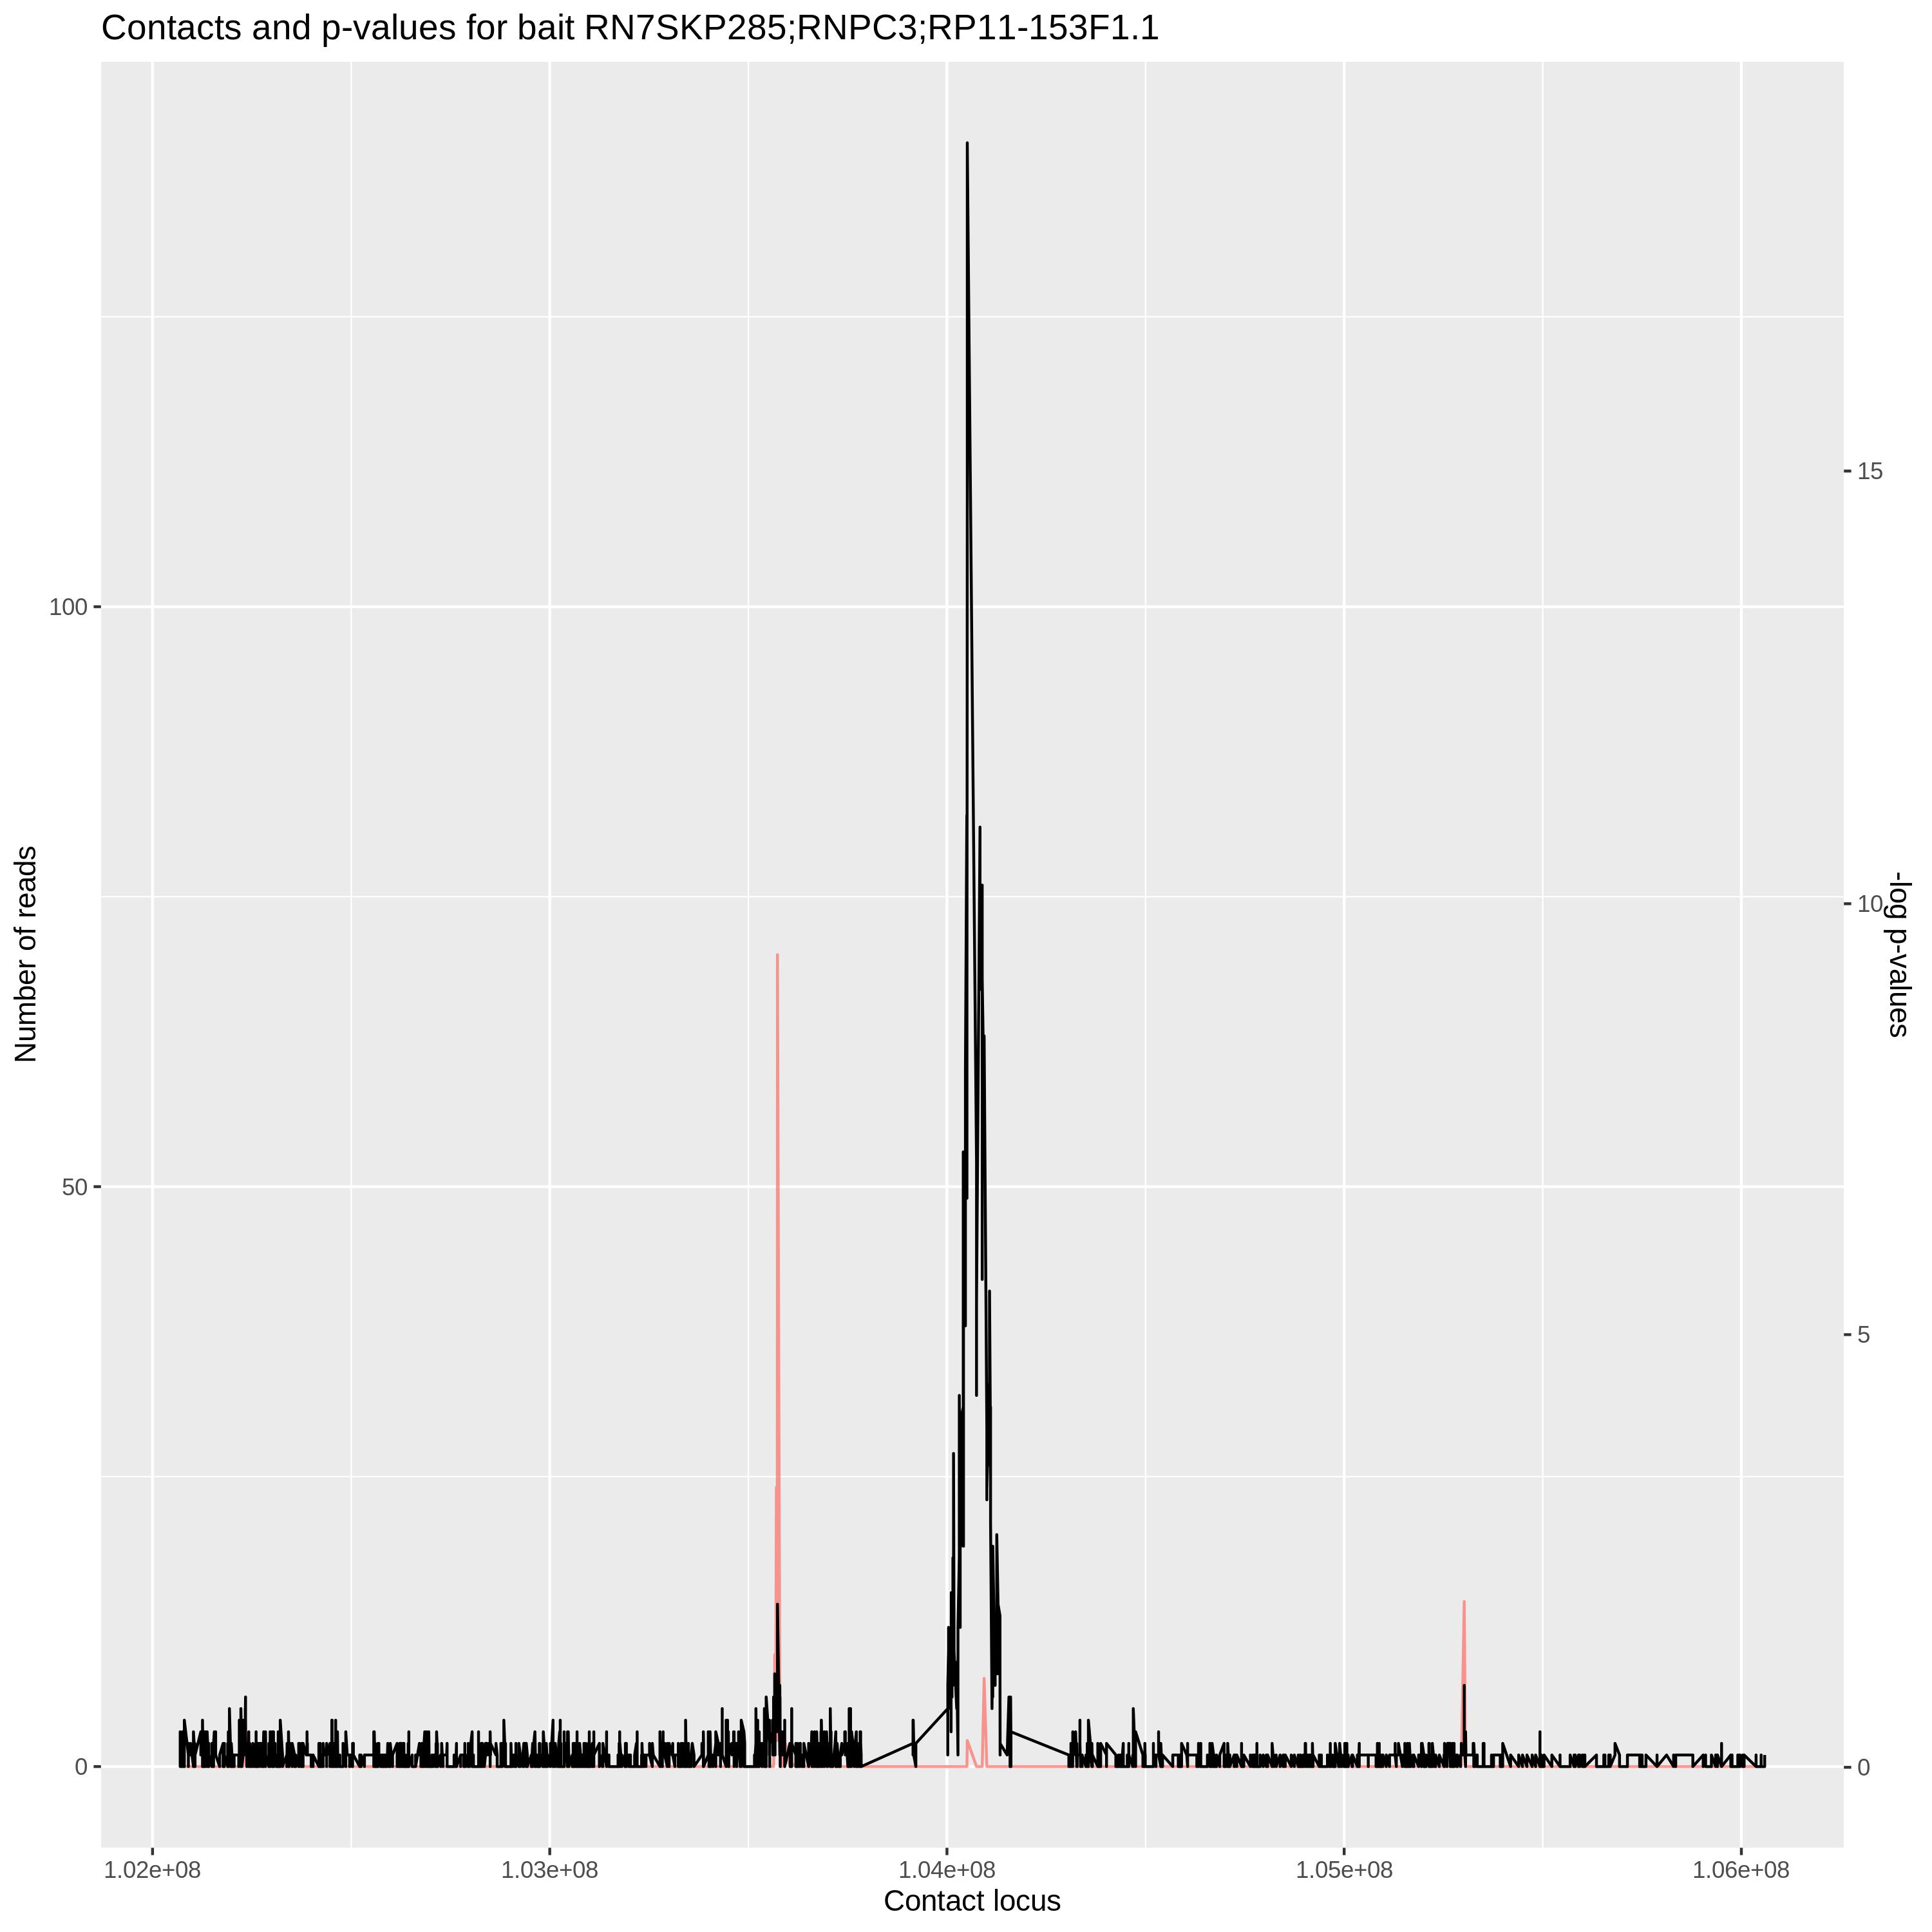 Contacts and p-values for bait RN7SKP285;RNPC3;RP11-153F1.1
Number of reads
100
50
0
15
10
5
0
-log p-values
1.02e+08 1.03e+08 1.04e+08 1.05e+08 1.06e+08
Contact locus